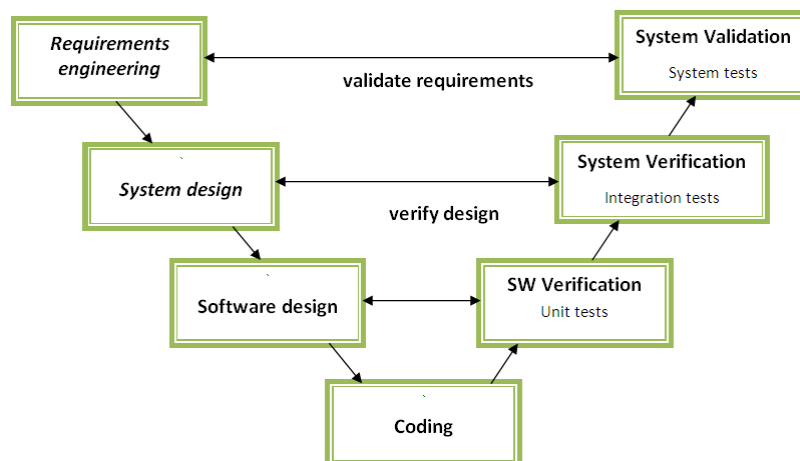 Requirements
engineering
System Validation
System tests
validate requirements
System design
System Verification
Integration tests
verify design
Software design
SW Verification
Unit tests
Coding